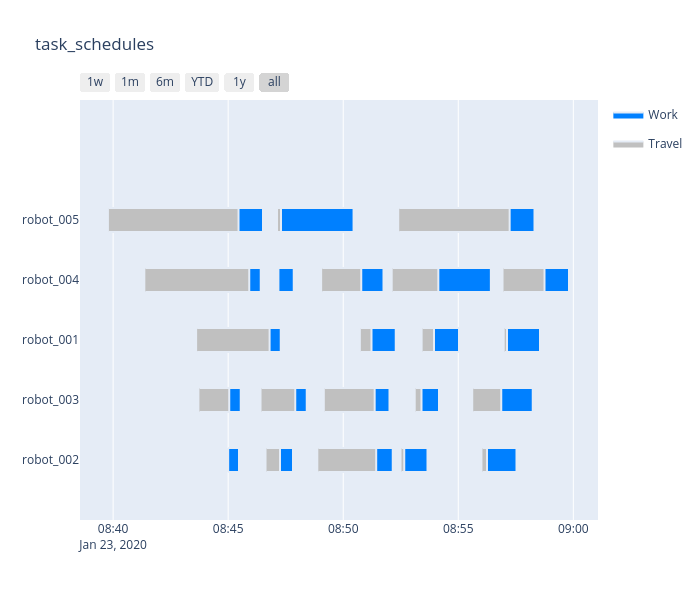 task_schedules
1w 1m 6m YTD 1y all
Work
Travel
robot_005
robot_004
robot_001
robot_003
robot_002
08:40 08:45 08:50 08:55 09:00
Jan 23, 2020